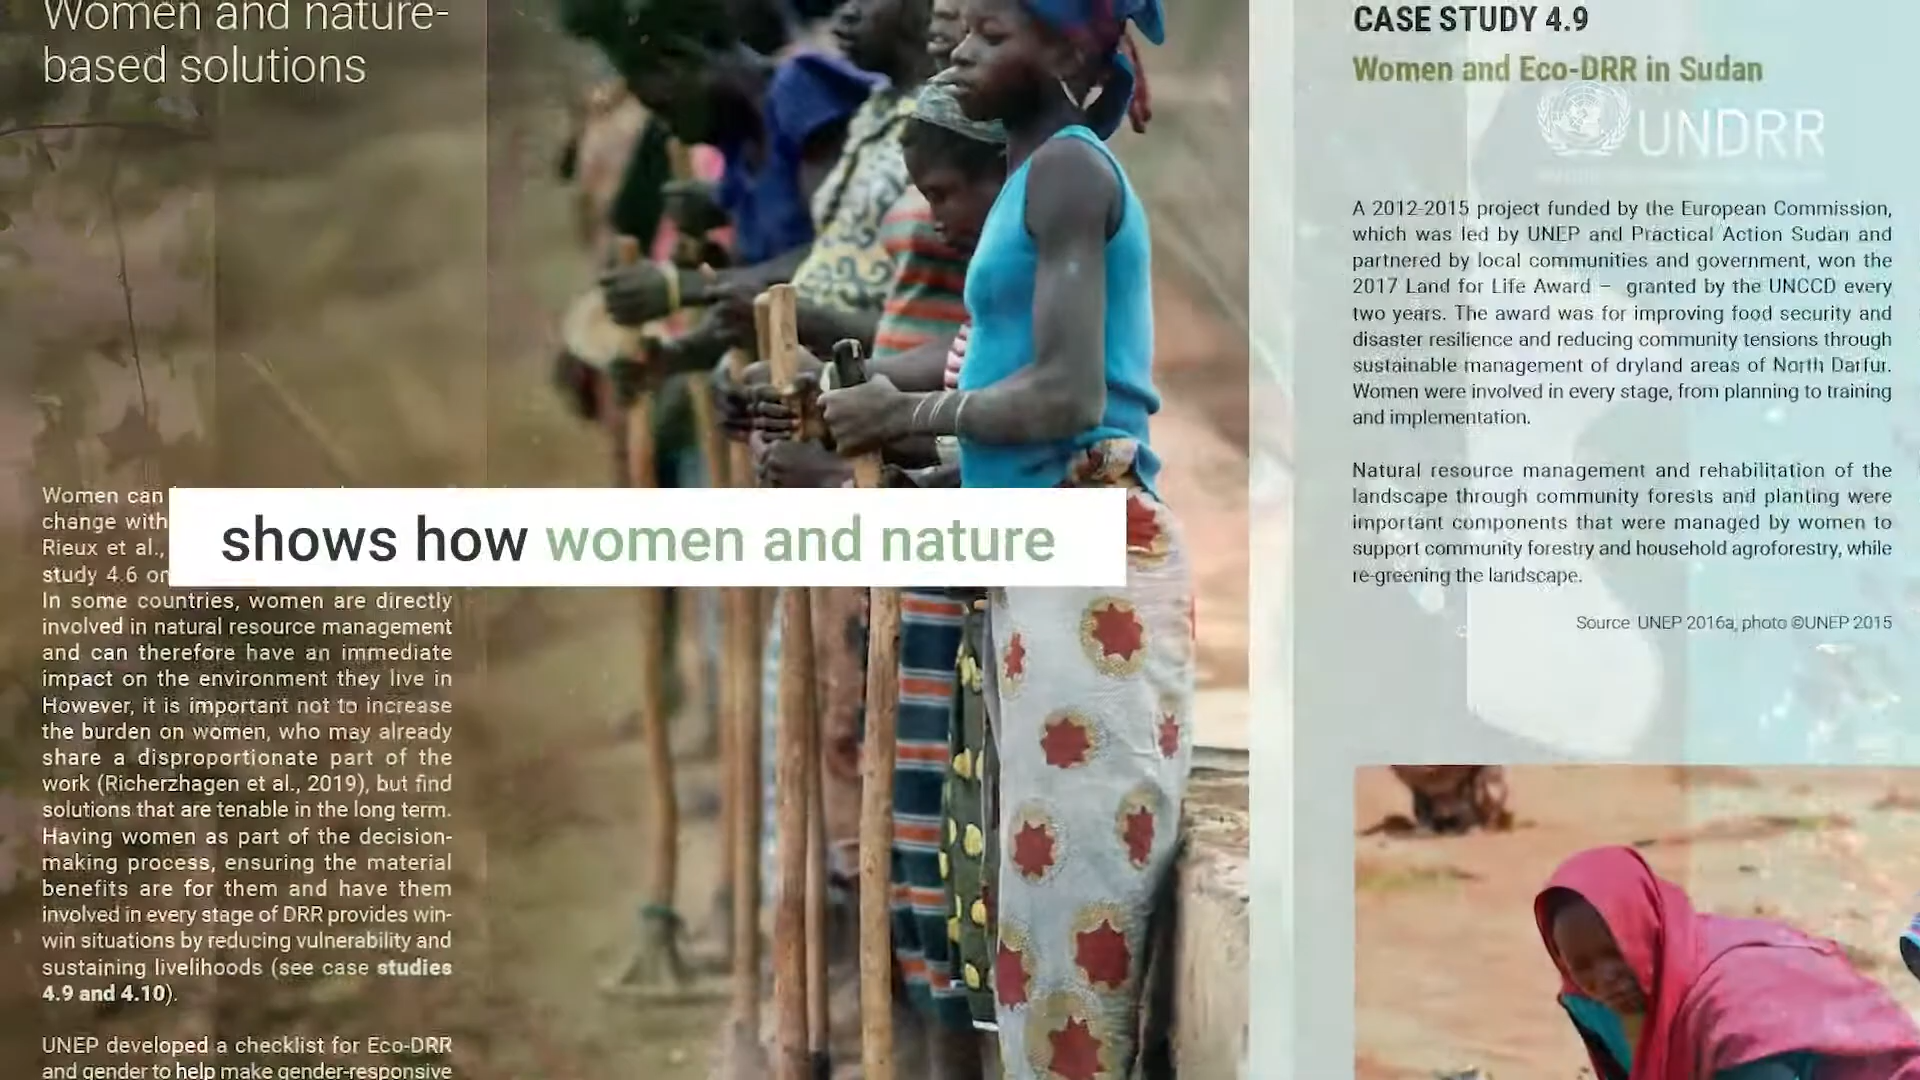 Women and nature-
based solutions
Women can
change with
Rieux et al.,
study 4.6 on
In some countries, women are directly
involved in natural resource management
and can therefore have an immediate
impact on the environment they live in
However, it is important not to increase
the burden on women, who may already
share a disproportionate part of the
work (Richerzhagen et al., 2019), but find
solutions that are tenable in the long term.
Having women as part of the decision-
making process, ensuring the material
benefits are for them and have them
involved in every stage of DRR provides win-
win situations by reducing vulnerability and
sustaining livelihoods (see case studies
4.9 and 4.10).
UNEP developed a checklist for Eco-DRR
and gender to help make gender-responsive
shows how women and nature
CASE STUDY 4.9
Women and Eco-DRR in Sudan
UNDRR
A 2012-2015 project funded by the European Commission,
which was led by UNEP and Practical Action Sudan and
partnered by local communities and government, won the
2017 Land for Life Award – granted by the UNCCD every
two years. The award was for improving food security and
disaster resilience and reducing community tensions through
sustainable management of dryland areas of North Darfur.
Women were involved in every stage, from planning to training
and implementation.
Natural resource management and rehabilitation of the
landscape through community forests and planting were
important components that were managed by women to
support community forestry and household agroforestry, while
re-greening the landscape.
Source UNEP 2016a, photo ©UNEP 2015